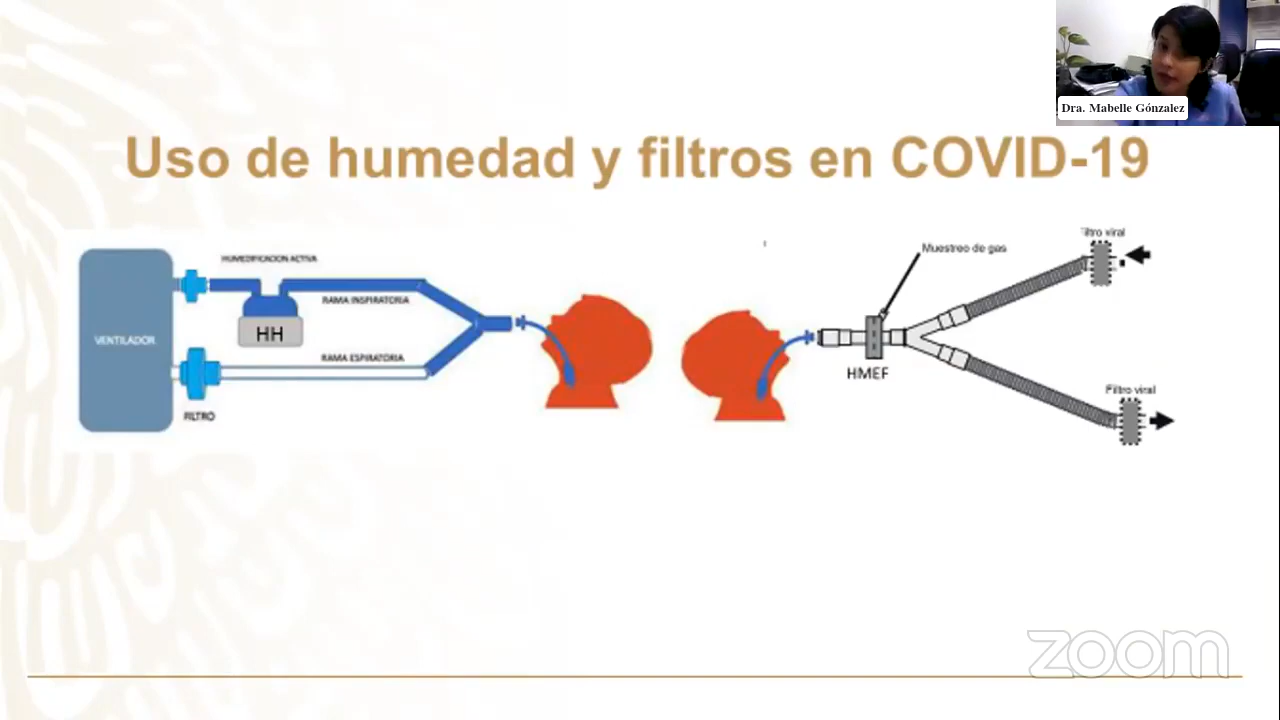 Dra. Mabelle Gónzalez
Uso de humedad y filtros en COVID-19
HUMEDIFICACION ACTIVA
RAMA INSPIRATORIA
HH
VENTILADOR
RAMA ESPIRATORIA
FILTRO
Muestreo de gas
HMEF
iltro viral
Filtro viral
zoom